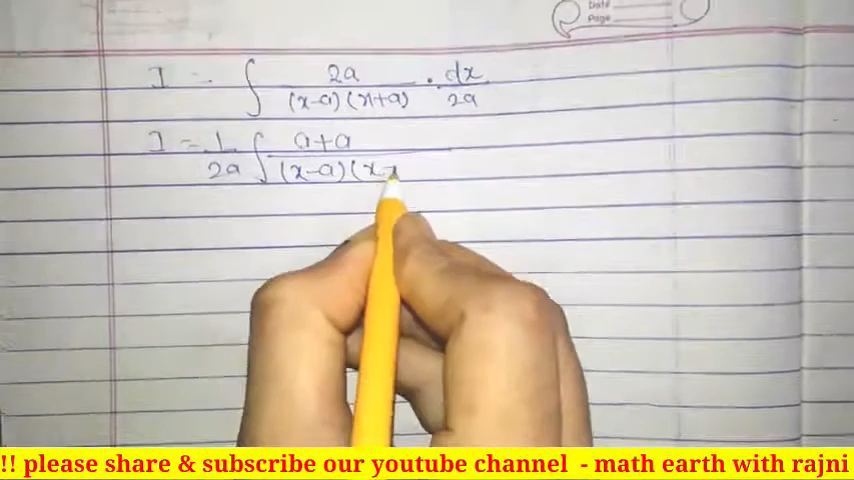 Date
Page
I = ∫ 2a / (x-a)(x+a) . dx / 2a
I = 1/2a ∫ a+a / (x-a)(x
!! please share & subscribe our youtube channel - math earth with rajni